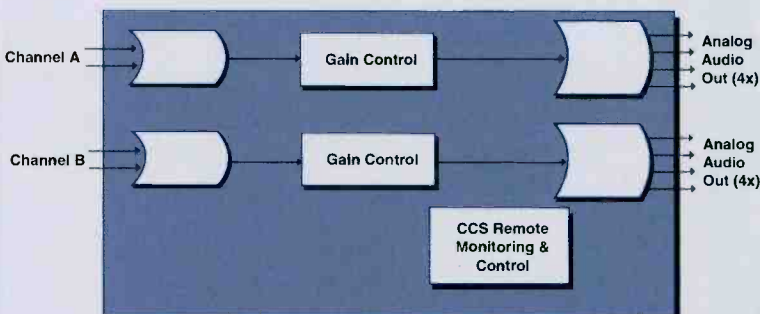 Channel A
Gain Control
Analog
Audio
Out (4x)
Channel B
Gain Control
Analog
Audio
Out (4x)
CCS Remote
Monitoring &
Control